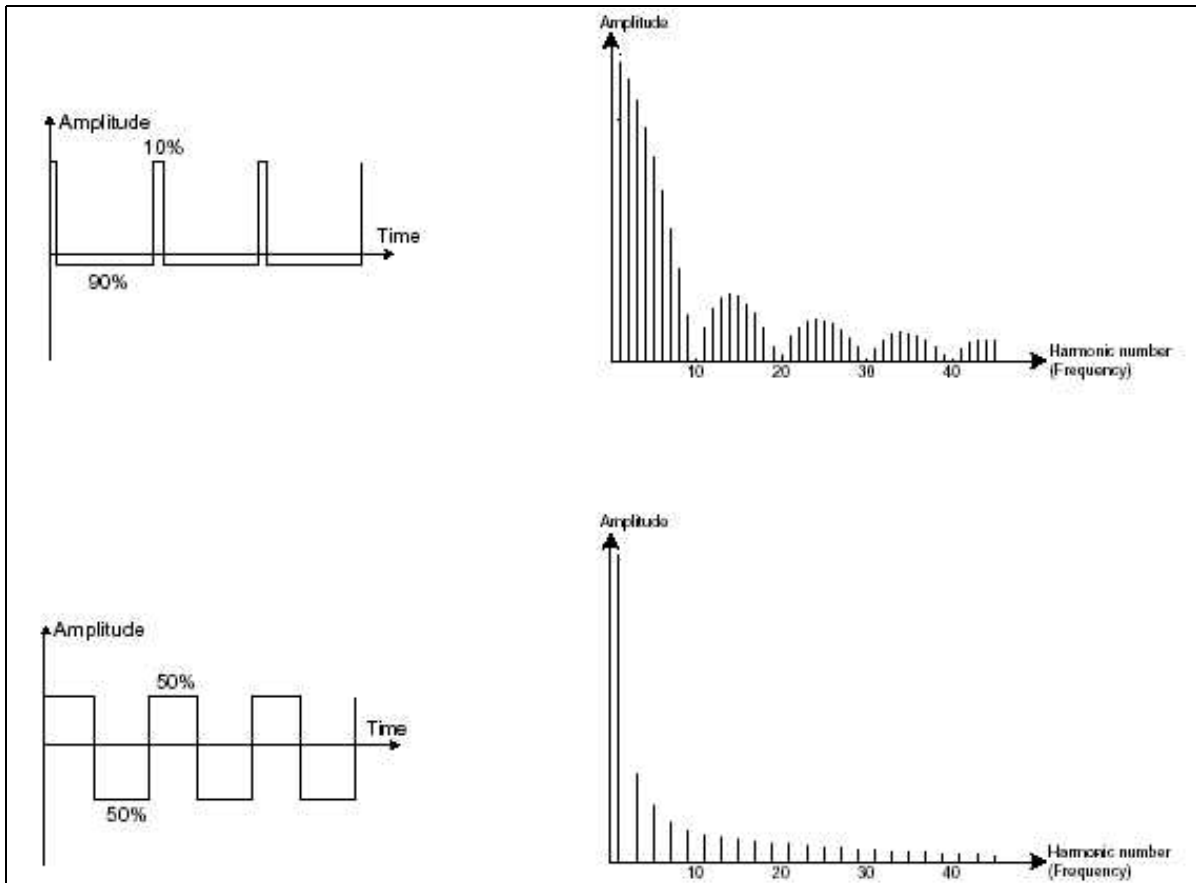 Amplitude
Amplitude
10%
Time
90%
Harmonic number
(Frequency)
10 20 30 40
Amplitude
Amplitude
50%
Time
50%
Harmonic number
(Frequency)
10 20 30 40